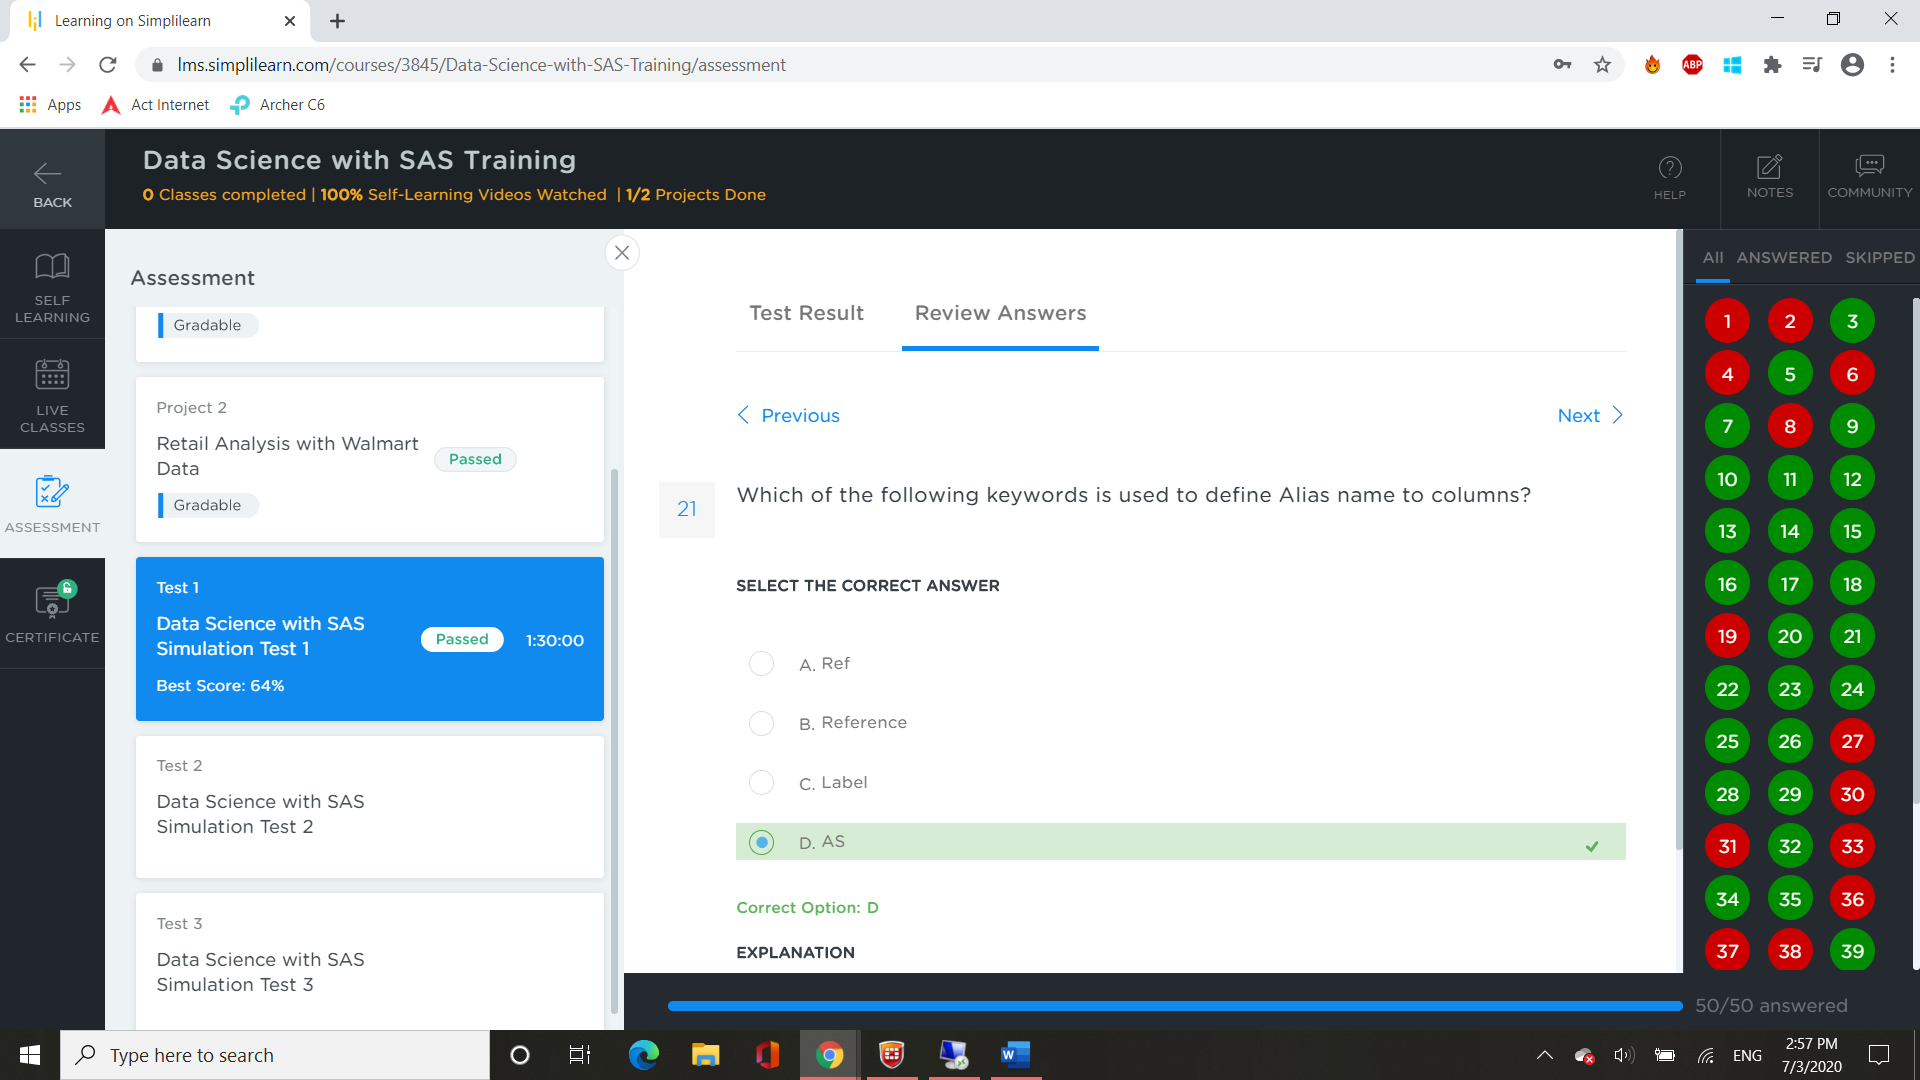 Learning on Simplilearn
lms.simplilearn.com/courses/3845/Data-Science-with-SAS-Training/assessment
ABP
Apps
Act Internet
Archer C6
BACK
Data Science with SAS Training
0 Classes completed | 100% Self-Learning Videos Watched | 1/2 Projects Done
HELP
NOTES
COMMUNITY
SELF
LEARNING
LIVE
CLASSES
ASSESSMENT
CERTIFICATE
Assessment
Gradable
Project 2
Retail Analysis with Walmart
Data
Passed
Gradable
Test 1
Data Science with SAS
Simulation Test 1
Passed
1:30:00
Best Score: 64%
Test 2
Data Science with SAS
Simulation Test 2
Test 3
Data Science with SAS
Simulation Test 3
Test Result
Review Answers
Previous
Next
21
Which of the following keywords is used to define Alias name to columns?
SELECT THE CORRECT ANSWER
A. Ref
B. Reference
C. Label
D. AS
Correct Option: D
EXPLANATION
All ANSWERED SKIPPED
1 2 3
4 5 6
7 8 9
10 11 12
13 14 15
16 17 18
19 20 21
22 23 24
25 26 27
28 29 30
31 32 33
34 35 36
37 38 39
50/50 answered
Type here to search
W
ENG
2:57 PM
7/3/2020